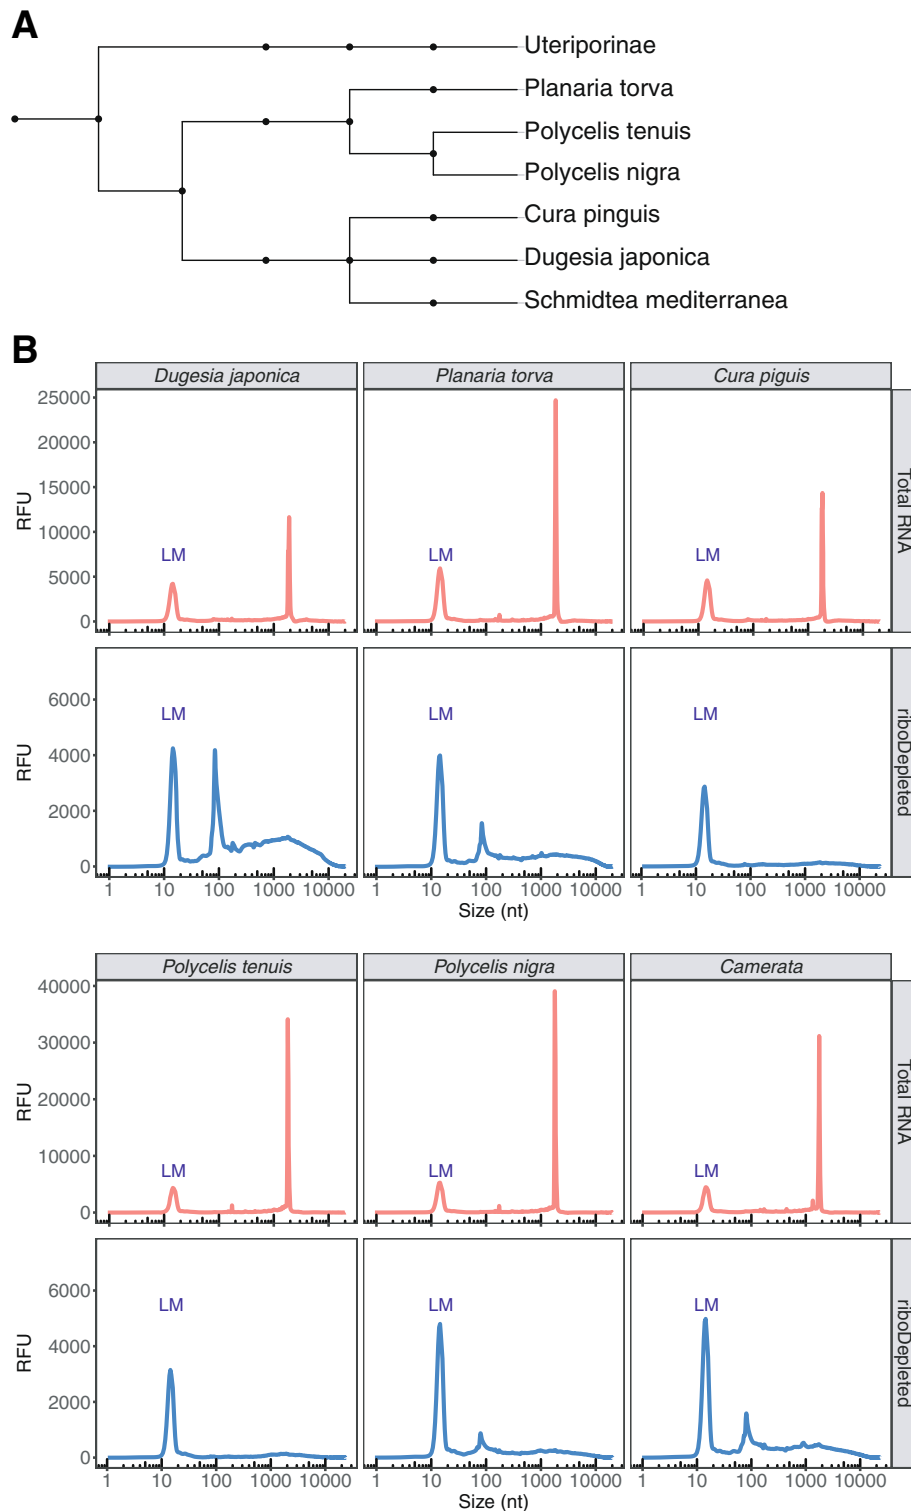 A
Uteriporinae
Planaria torva
Polycelis tenuis
Polycelis nigra
Cura pinguis
Dugesia japonica
Schmidtea mediterranea
B
Dugesia japonica Planaria torva Cura piguis
25000
20000
15000
10000
5000
0
RFU
LM LM LM
Total RNA
6000
4000
2000
0
RFU
LM LM LM
riboDepleted
1 10 100 1000 10000 1 10 100 1000 10000 1 10 100 1000 10000
Size (nt)
Polycelis tenuis Polycelis nigra Camerata
40000
30000
20000
10000
0
RFU
LM LM LM
Total RNA
6000
4000
2000
0
RFU
LM LM LM
riboDepleted
1 10 100 1000 10000 1 10 100 1000 10000 1 10 100 1000 10000
Size (nt)